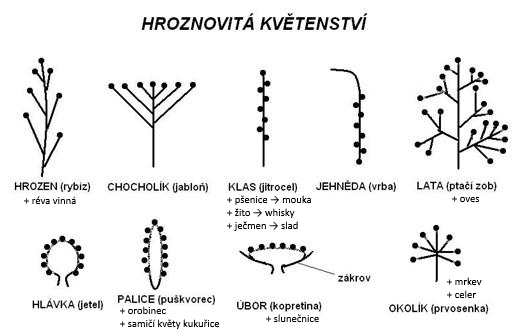 HROZNOVITÁ KVĚTENSTVÍ
HROZEN (rybíz)
+ réva vinná
CHOCHOLÍK (jabloň)
KLAS (jitrocel)
+ pšenice → mouka
+ žito → whisky
+ ječmen → slad
JEHNĚDA (vrba)
LATA (ptačí zob)
+ oves
HLÁVKA (jetel)
PALICE (puškvorec)
+ orobinec
+ samičí květy kukuřice
zákrov
ÚBOR (kopretina)
+ slunečnice
+ mrkev
+ celer
OKOLÍK (prvosenka)